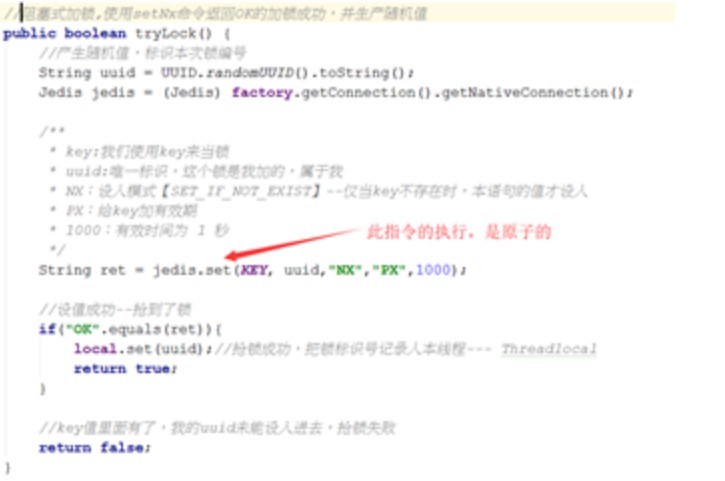 //阻塞式加锁,使用setNx命令返回OK的加锁成功，并生产随机值
public boolean tryLock() {
//产生随机值，标识本次锁编号
String uuid = UUID.randomUUID().toString();
Jedis jedis = (Jedis) factory.getConnection().getNativeConnection();
/**
* key:我们使用key来当锁
* uuid:唯一标识，这个锁是我加的，属于我
* NX：设入模式【SET_IF_NOT_EXIST】--仅当key不存在时，本语句的值才设入
* PX：给key加有效期
* 1000：有效时间为 1 秒
*/
此指令的执行，是原子的
String ret = jedis.set(KEY, uuid,"NX","PX",1000);
//设值成功--抢到了锁
if("OK".equals(ret)){
local.set(uuid);//抢锁成功，把锁标识号记录入本线程--- Threadlocal
return true;
}
//key值里面有了，我的uuid未能设入进去，抢锁失败
return false;
}